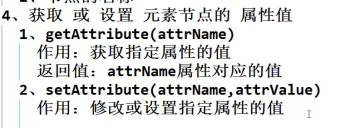 4、获取 或 设置 元素节点的 属性值
1、getAttribute(attrName)
作用：获取指定属性的值
返回值：attrName属性对应的值
2、setAttribute(attrName,attrValue)
作用：修改或设置指定属性的值